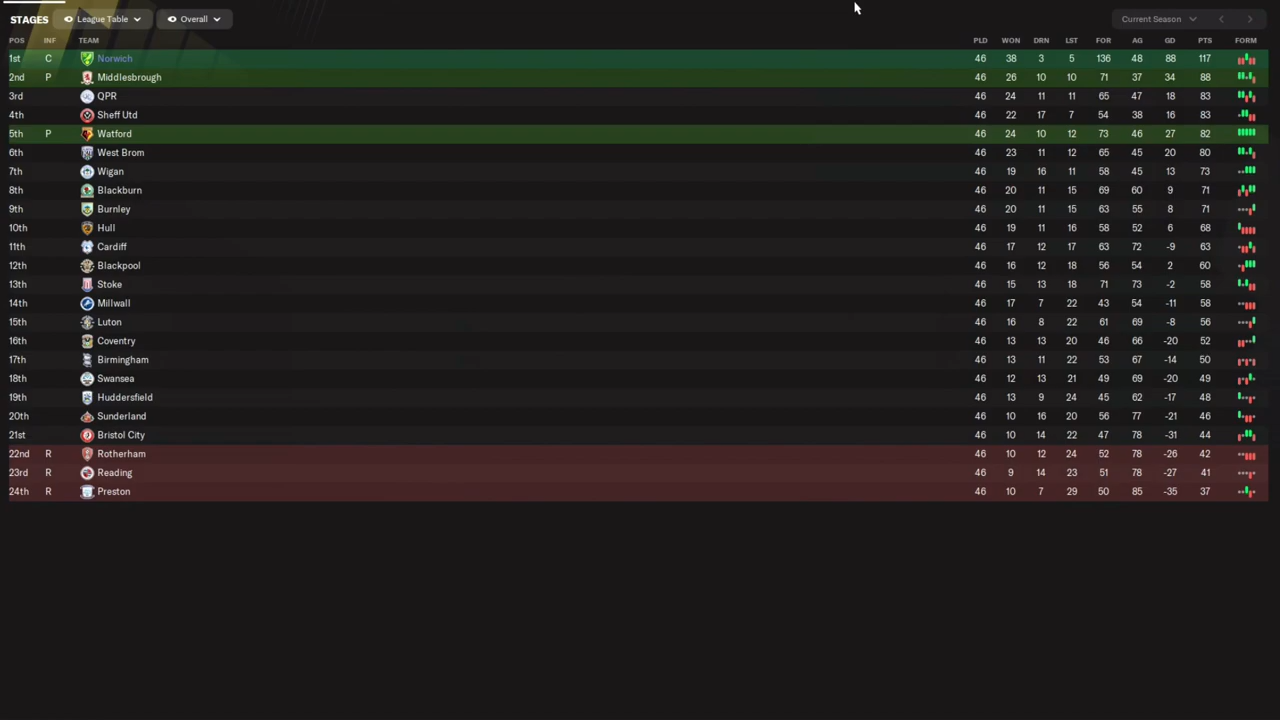 STAGES League Table Overall Current Season
POS INF TEAM PLD WON DRN LST FOR AG GD PTS FORM
1st C Norwich 46 38 3 5 136 48 88 117
2nd P Middlesbrough 46 26 10 10 71 37 34 88
3rd QPR 46 24 11 11 65 47 18 83
4th Sheff Utd 46 22 17 7 54 38 16 83
5th P Watford 46 24 10 12 73 46 27 82
6th West Brom 46 23 11 12 65 45 20 80
7th Wigan 46 19 16 11 58 45 13 73
8th Blackburn 46 20 11 15 69 60 9 71
9th Burnley 46 20 11 15 63 55 8 71
10th Hull 46 19 11 16 58 52 6 68
11th Cardiff 46 17 12 17 63 72 -9 63
12th Blackpool 46 16 12 18 56 54 2 60
13th Stoke 46 15 13 18 71 73 -2 58
14th Millwall 46 17 7 22 43 54 -11 58
15th Luton 46 16 8 22 61 69 -8 56
16th Coventry 46 13 13 20 46 66 -20 52
17th Birmingham 46 13 11 22 53 67 -14 50
18th Swansea 46 12 13 21 49 69 -20 49
19th Huddersfield 46 13 9 24 45 62 -17 48
20th Sunderland 46 10 16 20 56 77 -21 46
21st Bristol City 46 10 14 22 47 78 -31 44
22nd R Rotherham 46 10 12 24 52 78 -26 42
23rd R Reading 46 9 14 23 51 78 -27 41
24th R Preston 46 10 7 29 50 85 -35 37